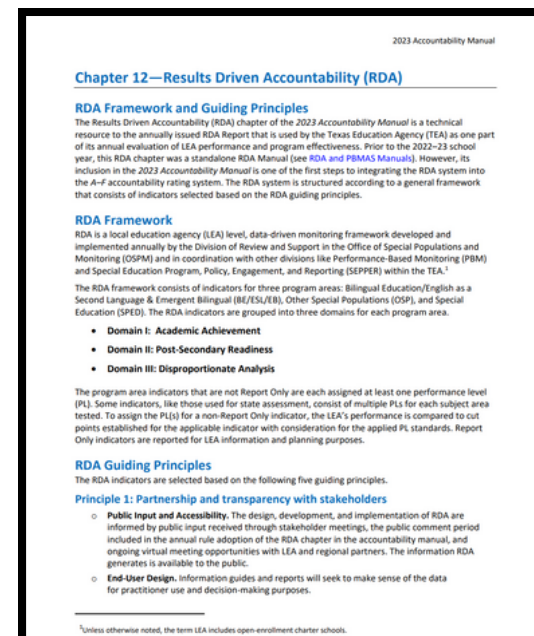 2023 Accountability Manual
Chapter 12—Results Driven Accountability (RDA)
RDA Framework and Guiding Principles
The Results Driven Accountability (RDA) chapter of the 2023 Accountability Manual is a technical
resource to the annually issued RDA Report that is used by the Texas Education Agency (TEA) as one part
of its annual evaluation of LEA performance and program effectiveness. Prior to the 2022–23 school
year, this RDA chapter was a standalone RDA Manual (see RDA and PBMAS Manuals). However, its
inclusion in the 2023 Accountability Manual is one of the first steps to integrating the RDA system into
the A–F accountability rating system. The RDA system is structured according to a general framework
that consists of indicators selected based on the RDA guiding principles.
RDA Framework
RDA is a local education agency (LEA) level, data-driven monitoring framework developed and
implemented annually by the Division of Review and Support in the Office of Special Populations and
Monitoring (OSPM) and in coordination with other divisions like Performance-Based Monitoring (PBM)
and Special Education Program, Policy, Engagement, and Reporting (SEPPER) within the TEA.1
The RDA framework consists of indicators for three program areas: Bilingual Education/English as a
Second Language & Emergent Bilingual (BE/ESL/EB), Other Special Populations (OSP), and Special
Education (SPED). The RDA indicators are grouped into three domains for each program area.
• Domain I: Academic Achievement
• Domain II: Post-Secondary Readiness
• Domain III: Disproportionate Analysis
The program area indicators that are not Report Only are each assigned at least one performance level
(PL). Some indicators, like those used for state assessment, consist of multiple PLs for each subject area
tested. To assign the PL(s) for a non-Report Only indicator, the LEA's performance is compared to cut
points established for the applicable indicator with consideration for the applied PL standards. Report
Only indicators are reported for LEA information and planning purposes.
RDA Guiding Principles
The RDA indicators are selected based on the following five guiding principles.
Principle 1: Partnership and transparency with stakeholders
o Public Input and Accessibility. The design, development, and implementation of RDA are
informed by public input received through stakeholder meetings, the public comment period
included in the annual rule adoption of the RDA chapter in the accountability manual, and
ongoing virtual meeting opportunities with LEA and regional partners. The information RDA
generates is available to the public.
o End-User Design. Information guides and reports will seek to make sense of the data
for practitioner use and decision-making purposes.
1Unless otherwise noted, the term LEA includes open-enrollment charter schools.